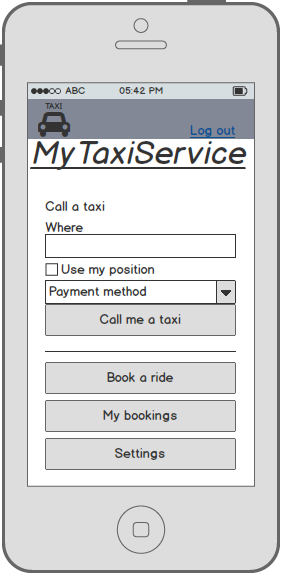 ABC 05:42 PM
TAXI
Log out
MyTaxiService
Call a taxi
Where
Use my position
Payment method
Call me a taxi
Book a ride
My bookings
Settings